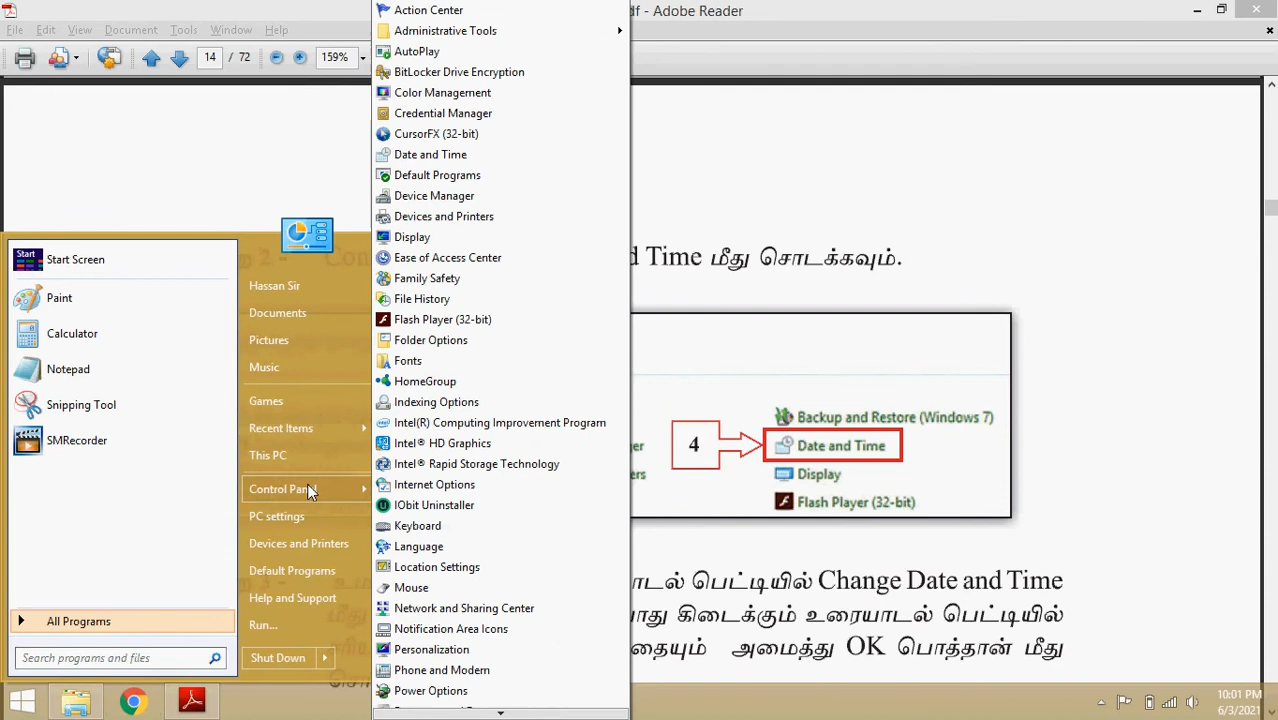 df - Adobe Reader
File Edit View Document Tools Window Help
14 / 72 159%
Action Center
Administrative Tools
AutoPlay
BitLocker Drive Encryption
Color Management
Credential Manager
CursorFX (32-bit)
Date and Time
Default Programs
Device Manager
Devices and Printers
Display
Ease of Access Center
Family Safety
File History
Flash Player (32-bit)
Folder Options
Fonts
HomeGroup
Indexing Options
Intel(R) Computing Improvement Program
Intel® HD Graphics
Intel® Rapid Storage Technology
Internet Options
IObit Uninstaller
Keyboard
Language
Location Settings
Mouse
Network and Sharing Center
Notification Area Icons
Personalization
Phone and Modem
Power Options
Start
Start Screen
Paint
Calculator
Notepad
Snipping Tool
SMRecorder
All Programs
Search programs and files
Hassan Sir
Documents
Pictures
Music
Games
Recent Items
This PC
Control Panel
PC settings
Devices and Printers
Default Programs
Help and Support
Run...
Shut Down
d Time மீது சொடக்கவும்.
4
Backup and Restore (Windows 7)
Date and Time
Display
Flash Player (32-bit)
டல் பெட்டியில் Change Date and Time
போது கிடைக்கும் உரையாடல் பெட்டியில்
தையும் அமைத்து OK பொத்தான் மீது
10:01 PM
6/3/2021